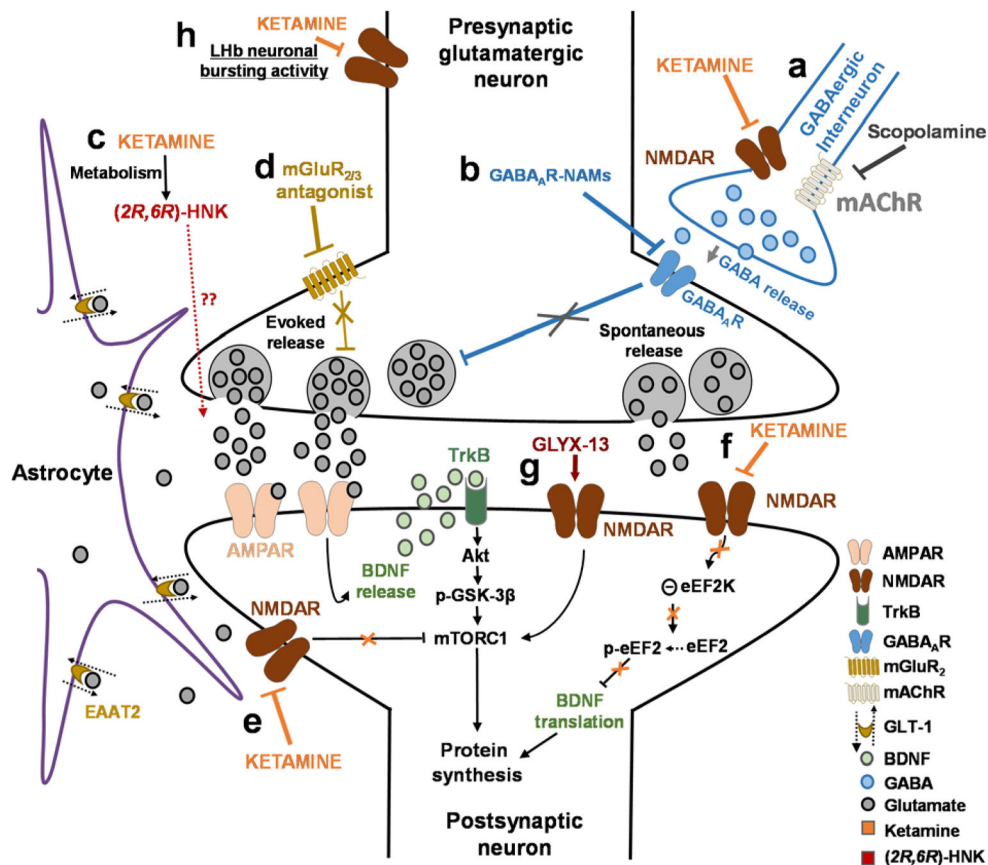 h
KETAMINE
LHb neuronal
bursting activity
Presynaptic
glutamatergic
neuron
a
KETAMINE
GABAergic
Interneuron
NMDAR
Scopolamine
mAChR
c
KETAMINE
Metabolism
(2R,6R)-HNK
??
d
mGluR2/3
antagonist
b
GABAAR-NAMs
GABA release
GABAAR
Evoked
release
Spontaneous
release
Astrocyte
TrkB
GLYX-13
g
f
KETAMINE
NMDAR
NMDAR
AMPAR
BDNF
release
Akt
p-GSK-3β
mTORC1
eEF2K
p-eEF2
eEF2
BDNF
translation
NMDAR
e
KETAMINE
EAAT2
Protein
synthesis
Postsynaptic
neuron
AMPAR
NMDAR
TrkB
GABAAR
mGluR2
mAChR
GLT-1
BDNF
GABA
Glutamate
Ketamine
(2R,6R)-HNK